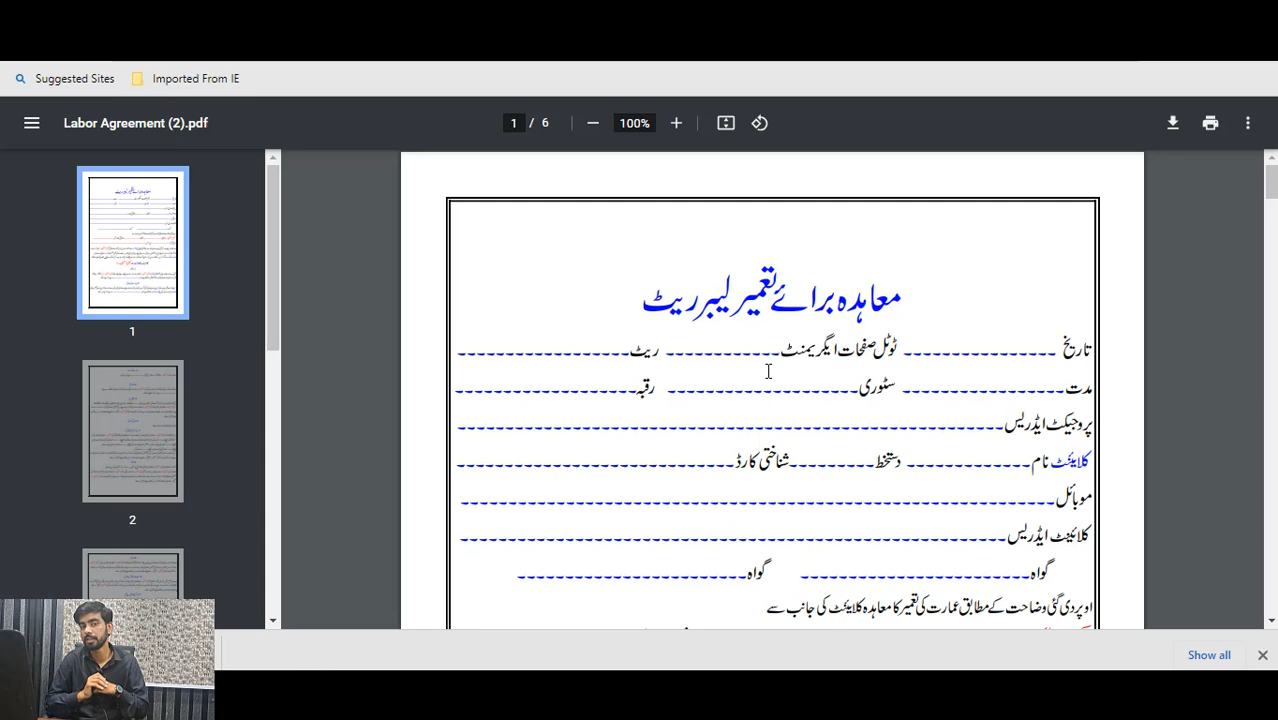 Suggested Sites
Imported From IE
Labor Agreement (2).pdf
1 / 6
100%
معاہدہ برائے تعمیر لیبر ریٹ
تاریخ ---------------- ٹوٹل صفحات ایگریمنٹ ------------ ریٹ ------------------
مدت ----------------- سٹوری -------------------- رقبہ -------------------
پروجیکٹ ایڈریس ---------------------------------------------------------
کلائنٹ نام ------------- دستخط --------- شناختی کارڈ -----------------------------
موبائل --------------------------------------------------------------
کلائینٹ ایڈریس ---------------------------------------------------------
گواہ ------------------------ گواہ ------------------------
اوپر دی گئی وضاحت کے مطابق عمارت کی تعمیر کا معاہدہ کلائنٹ کی جانب سے
1
2
Show all